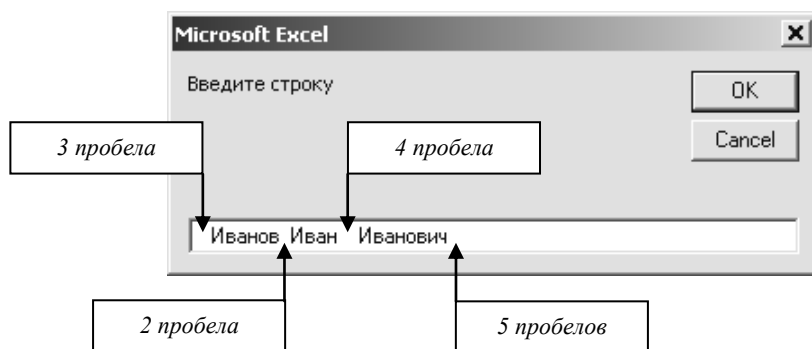 Microsoft Excel
Введите строку
OK
Cancel
3 пробела
4 пробела
Иванов  Иван    Иванович
2 пробела
5 пробелов